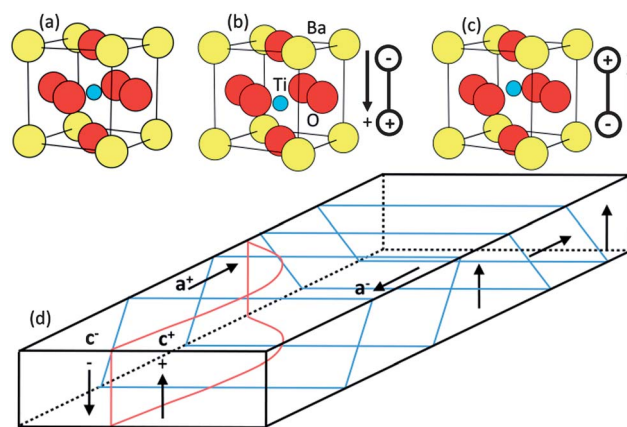 (a)
(b)
Ba
Ti
O
-
+
+
(c)
+
-
a+
a-
(d)
c-
c+
-
+